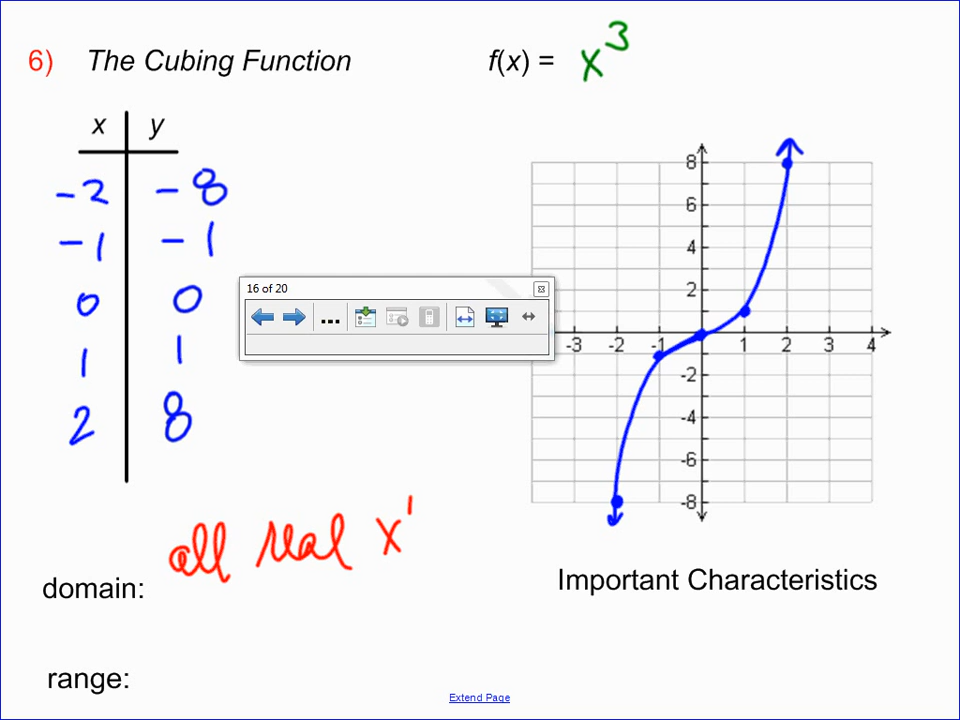 6) The Cubing Function f(x) = x³
x y
-2 -8
-1 -1
0 0
1 1
2 8
16 of 20
...
8
6
4
2
-3 -2 -1 1 2 3 4
-2
-4
-6
-8
all real x'
domain:
Important Characteristics
range:
Extend Page